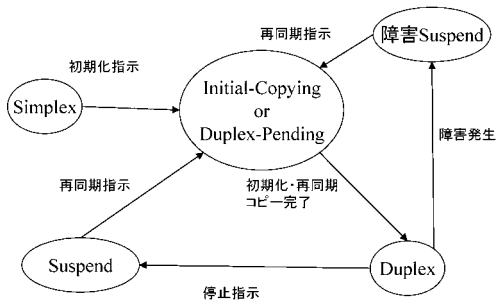 再同期指示
障害Suspend
初期化指示
Initial-Copying
or
Duplex-Pending
Simplex
障害発生
再同期指示
初期化・再同期
コピー完了
Suspend
Duplex
停止指示